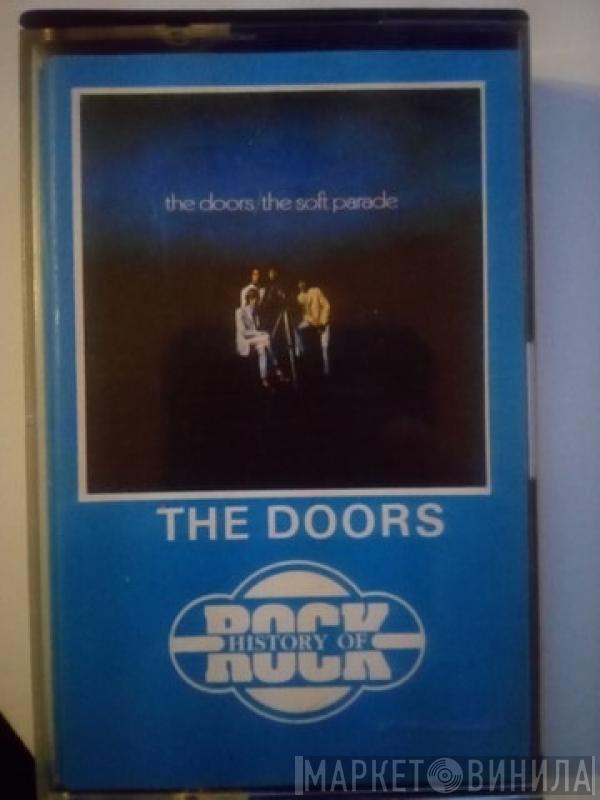 the doors/the soft parade
THE DOORS
ROCK
HISTORY OF
МАРКЕТ ВИНИЛА